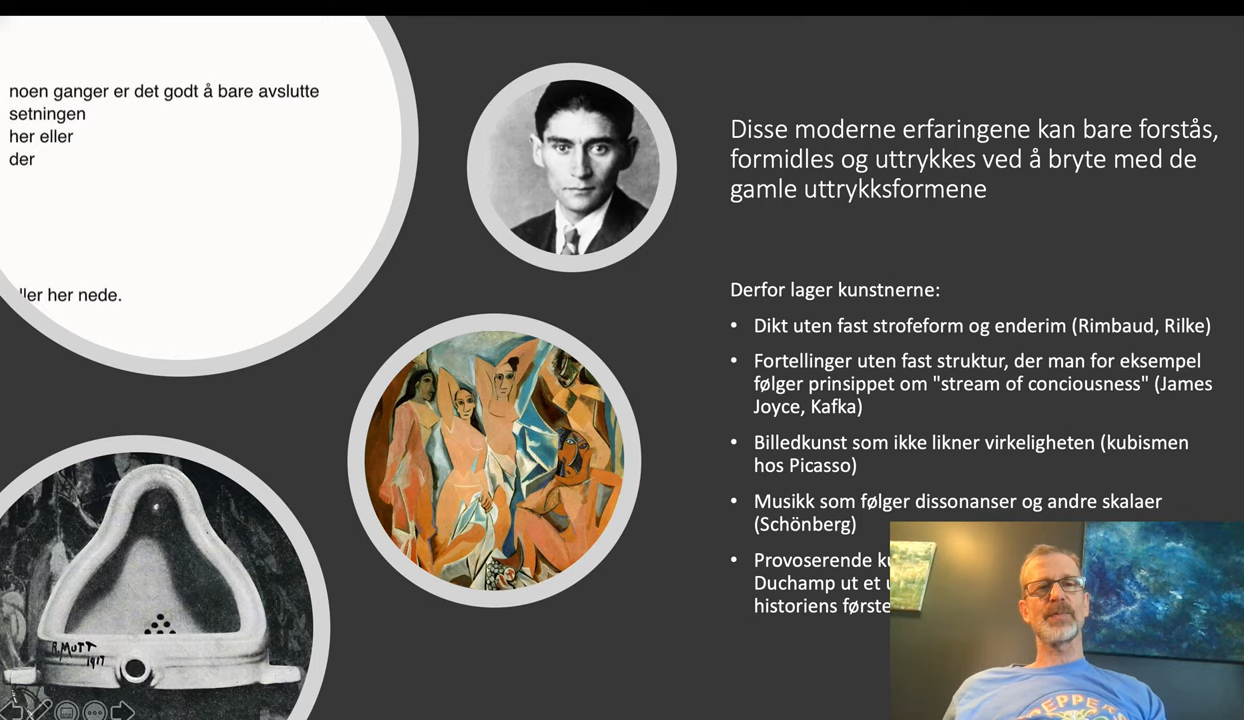 noen ganger er det godt å bare avslutte
setningen
her eller
der
her nede.
Disse moderne erfaringene kan bare forstås,
formidles og uttrykkes ved å bryte med de
gamle uttrykksformene
Derfor lager kunstnerne:
• Dikt uten fast strofeform og enderim (Rimbaud, Rilke)
• Fortellinger uten fast struktur, der man for eksempel
følger prinsippet om "stream of conciousness" (James
Joyce, Kafka)
• Billedkunst som ikke likner virkeligheten (kubismen
hos Picasso)
• Musikk som følger dissonanser og andre skalaer
(Schönberg)
• Provoserende
Duchamp ut et
historiens første
R. MUTT
1917